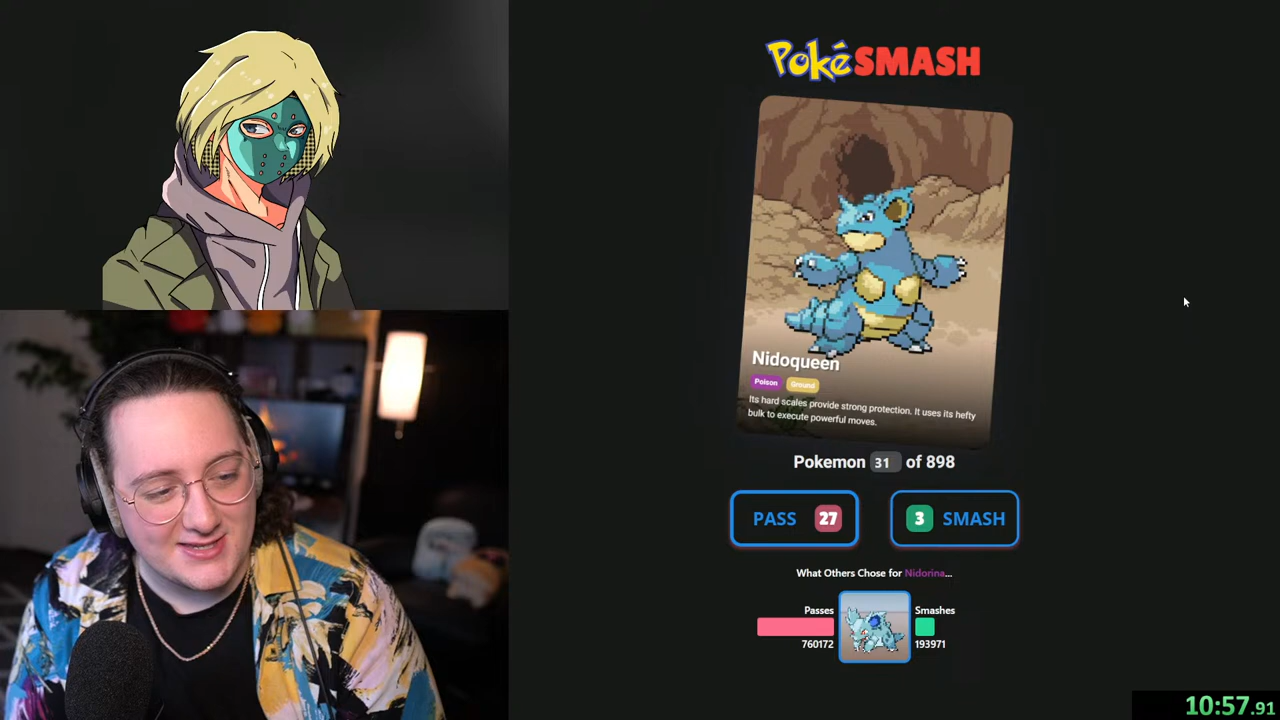 PokéSMASH
Nidoqueen
Poison
Ground
Its hard scales provide strong protection. It uses its hefty
bulk to execute powerful moves.
Pokemon 31 of 898
PASS 27
3 SMASH
What Others Chose for Nidorina...
Passes
760172
Smashes
193971
10:57.91